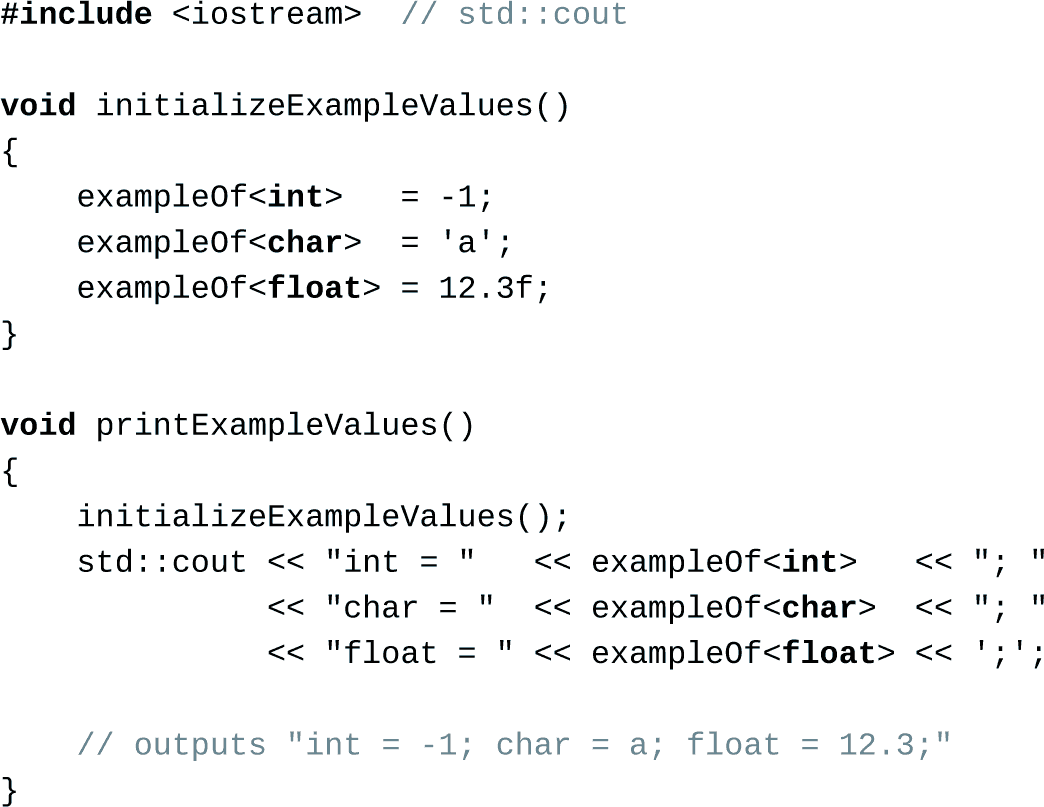 #include <iostream>  // std::cout

void initializeExampleValues()
{
    exampleOf<int>   = -1;
    exampleOf<char>  = 'a';
    exampleOf<float> = 12.3f;
}

void printExampleValues()
{
    initializeExampleValues();
    std::cout << "int = "   << exampleOf<int>   << "; "
              << "char = "  << exampleOf<char>  << "; "
              << "float = " << exampleOf<float> << ';';

    // outputs "int = -1; char = a; float = 12.3;"
}